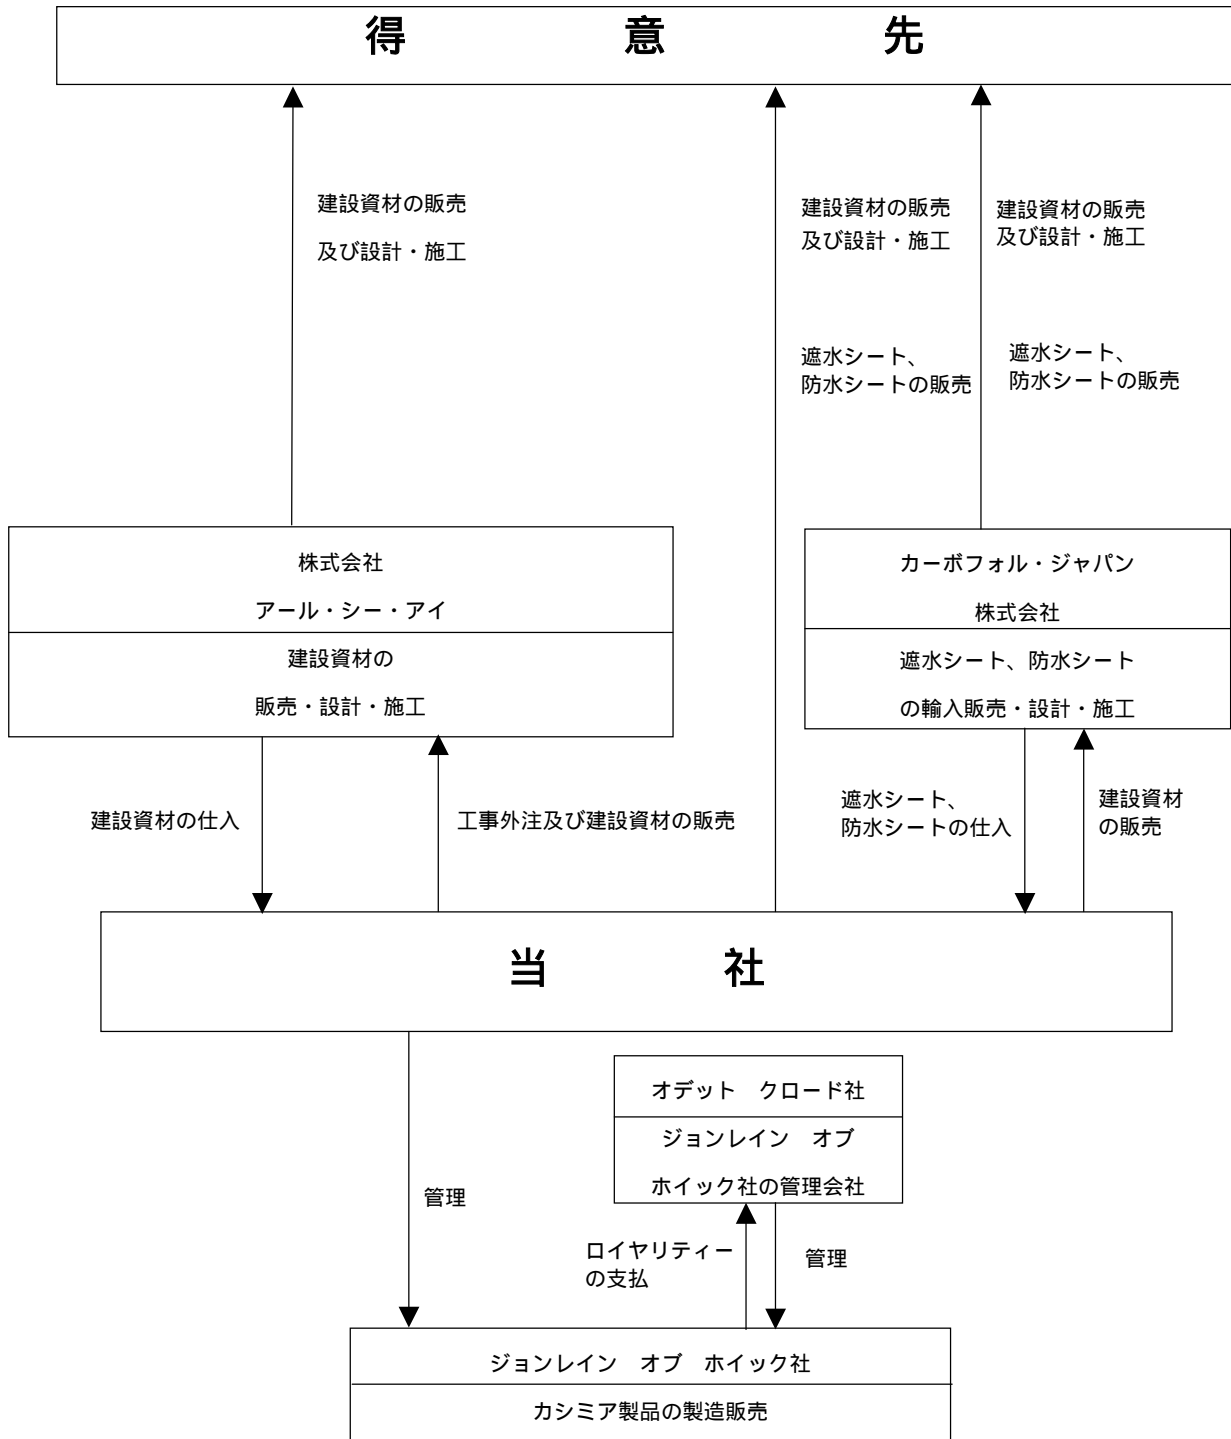 得 意 先
建設資材の販売
及び設計・施工
建設資材の販売
及び設計・施工
建設資材の販売
及び設計・施工
遮水シート、
防水シートの販売
遮水シート、
防水シートの販売
株式会社
アール・シー・アイ
建設資材の
販売・設計・施工
カーボフォル・ジャパン
株式会社
遮水シート、防水シート
の輸入販売・設計・施工
建設資材の仕入
工事外注及び建設資材の販売
遮水シート、
防水シートの仕入
建設資材
の販売
当 社
オデット クロード社
ジョンレイン オブ
ホイック社の管理会社
管理
ロイヤリティー
の支払
管理
ジョンレイン オブ ホイック社
カシミア製品の製造販売